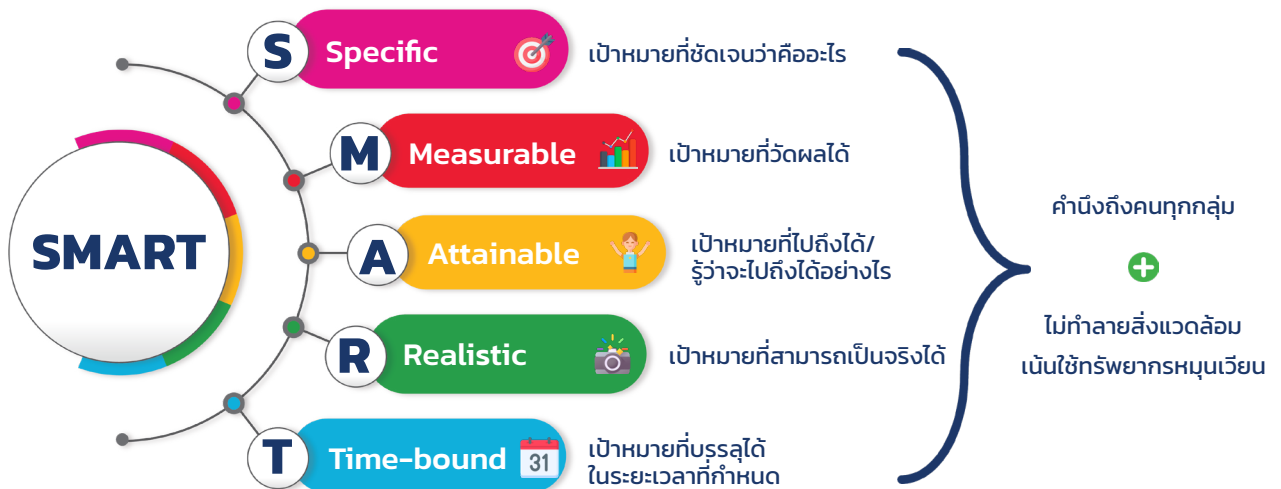 SMART
S
Specific
เป้าหมายที่ชัดเจนว่าคืออะไร
M
Measurable
เป้าหมายที่วัดผลได้
A
Attainable
เป้าหมายที่ไปถึงได้/
รู้ว่าจะไปถึงได้อย่างไร
R
Realistic
เป้าหมายที่สามารถเป็นจริงได้
T
Time-bound
31
เป้าหมายที่บรรลุได้
ในระยะเวลาที่กำหนด
คำนึงถึงคนทุกกลุ่ม
ไม่ทำลายสิ่งแวดล้อม
เน้นใช้ทรัพยากรหมุนเวียน